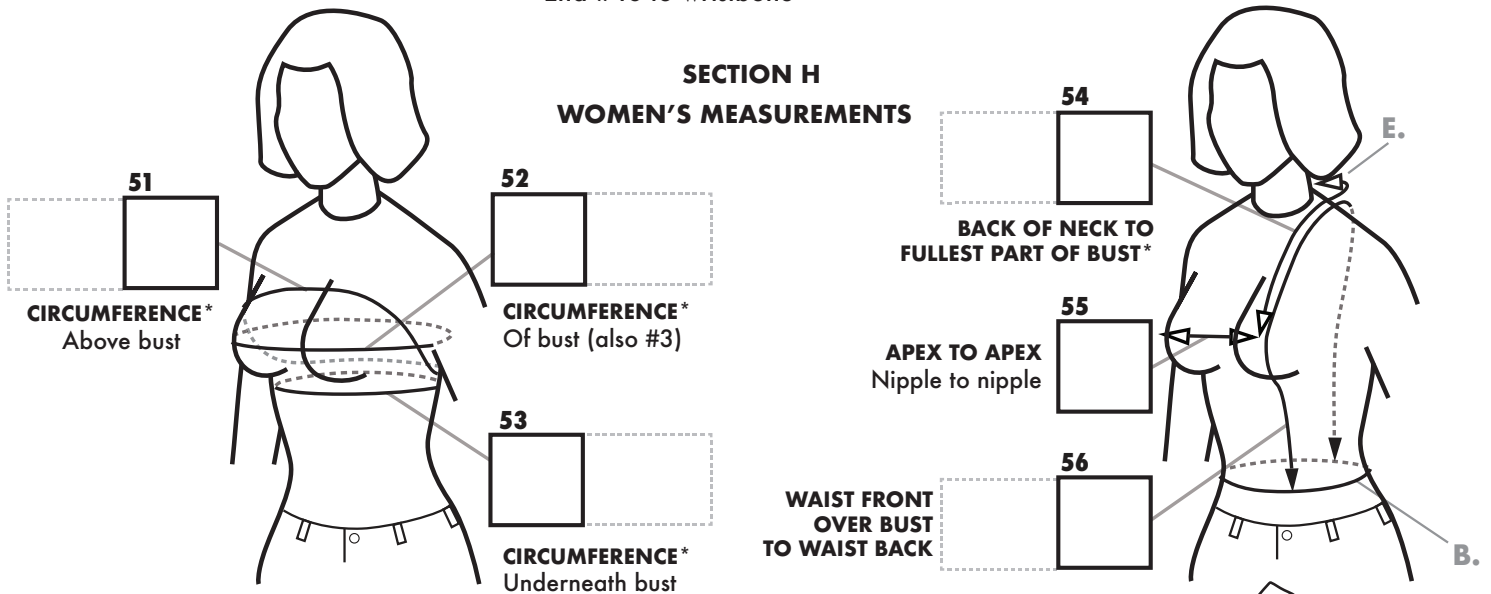 SECTION H
WOMEN'S MEASUREMENTS
51
CIRCUMFERENCE*
Above bust
52
CIRCUMFERENCE*
Of bust (also #3)
53
CIRCUMFERENCE*
Underneath bust
54
BACK OF NECK TO
FULLEST PART OF BUST*
E.
55
APEX TO APEX
Nipple to nipple
56
WAIST FRONT
OVER BUST
TO WAIST BACK
B.